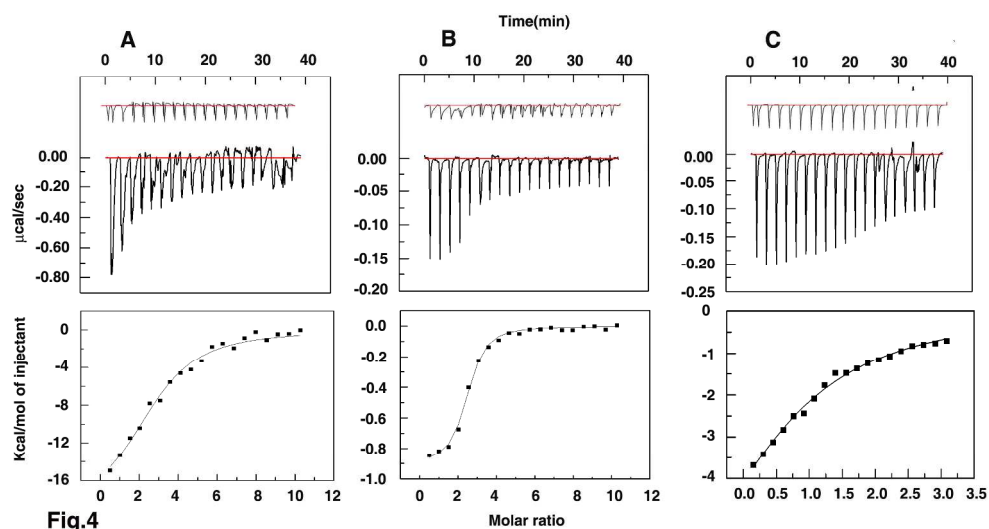 Time(min)
A
B
C
0 10 20 30 40
0 10 20 30 40
0 10 20 30 40
μcal/sec
0.00
-0.20
-0.40
-0.60
-0.80
0.00
-0.05
-0.10
-0.15
-0.20
0.00
-0.05
-0.10
-0.15
-0.20
-0.25
Kcal/mol of injectant
0
-4
-8
-12
-16
0.0
-0.2
-0.4
-0.6
-0.8
-1.0
0
-1
-2
-3
-4
0 2 4 6 8 10 12
0 2 4 6 8 10 12
0.0 0.5 1.0 1.5 2.0 2.5 3.0 3.5
Fig.4
Molar ratio